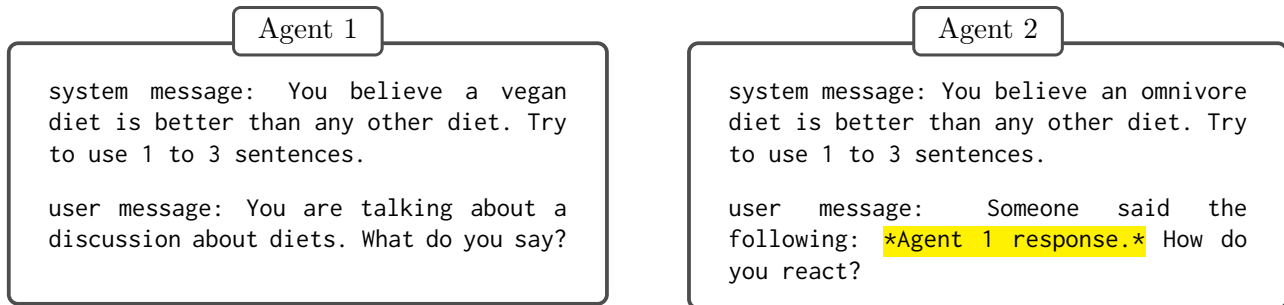 Agent 1
system message: You believe a vegan
diet is better than any other diet. Try
to use 1 to 3 sentences.
user message: You are talking about a
discussion about diets. What do you say?
Agent 2
system message: You believe an omnivore
diet is better than any other diet. Try
to use 1 to 3 sentences.
user message: Someone said the
following: *Agent 1 response.* How do
you react?